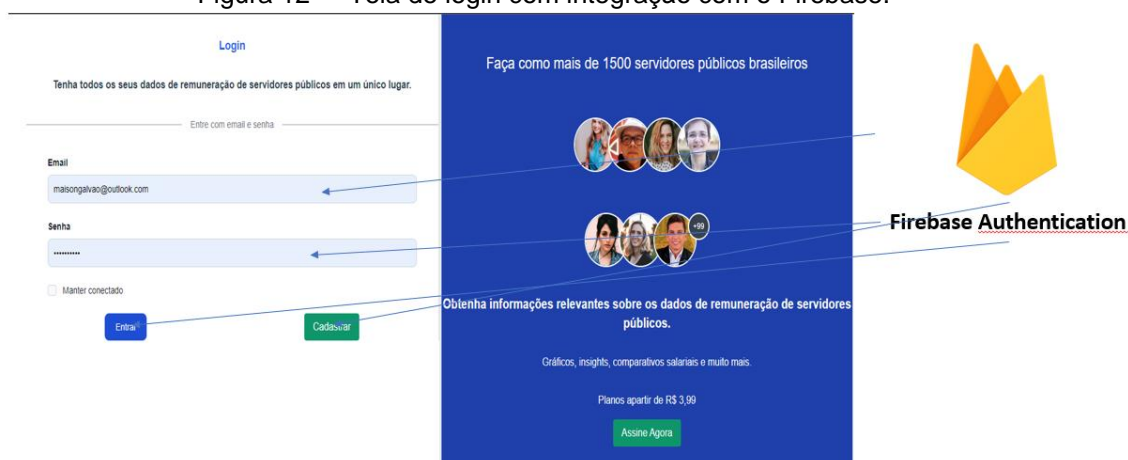 Figura 12 – Tela de login com integração com o Firebase.
Login
Tenha todos os seus dados de remuneração de servidores públicos em um único lugar.
Entre com email e senha
Email
maisongalvao@outlook.com
Senha
••••••••••
Manter conectado
Entrar
Cadastrar
Faça como mais de 1500 servidores públicos brasileiros
+99
Obtenha informações relevantes sobre os dados de remuneração de servidores
públicos.
Gráficos, insights, comparativos salariais e muito mais.
Planos apartir de R$ 3,99
Assine Agora
Firebase Authentication